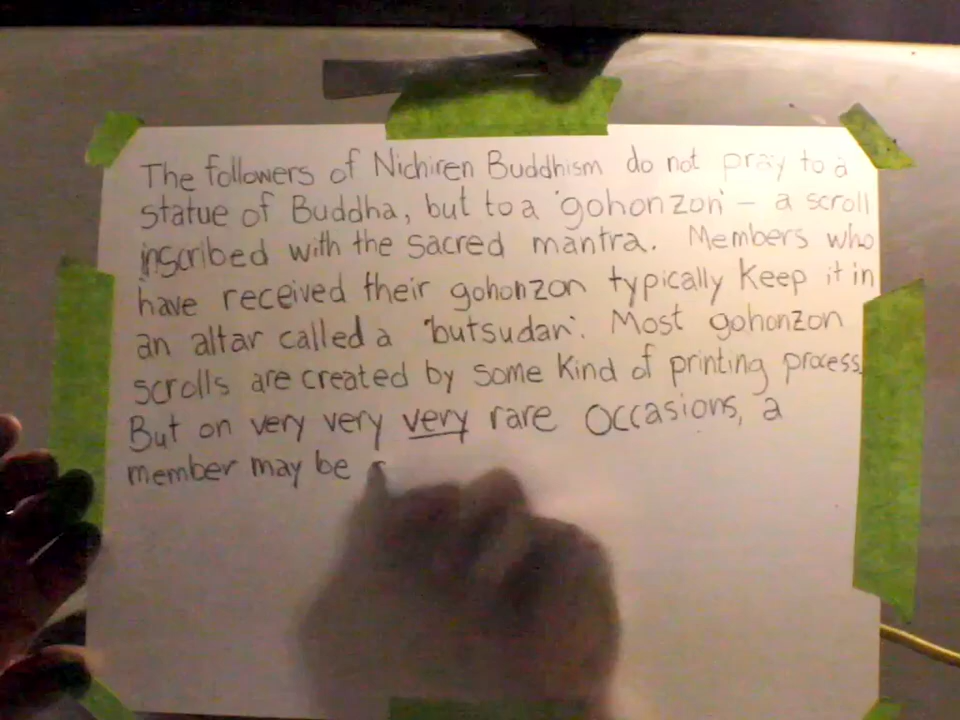 The followers of Nichiren Buddhism do not pray to a
statue of Buddha, but to a 'gohonzon' – a scroll
inscribed with the sacred mantra. Members who
have received their gohonzon typically keep it in
an altar called a 'butsudan'. Most gohonzon
scrolls are created by some kind of printing process.
But on very very very rare occasions, a
member may be